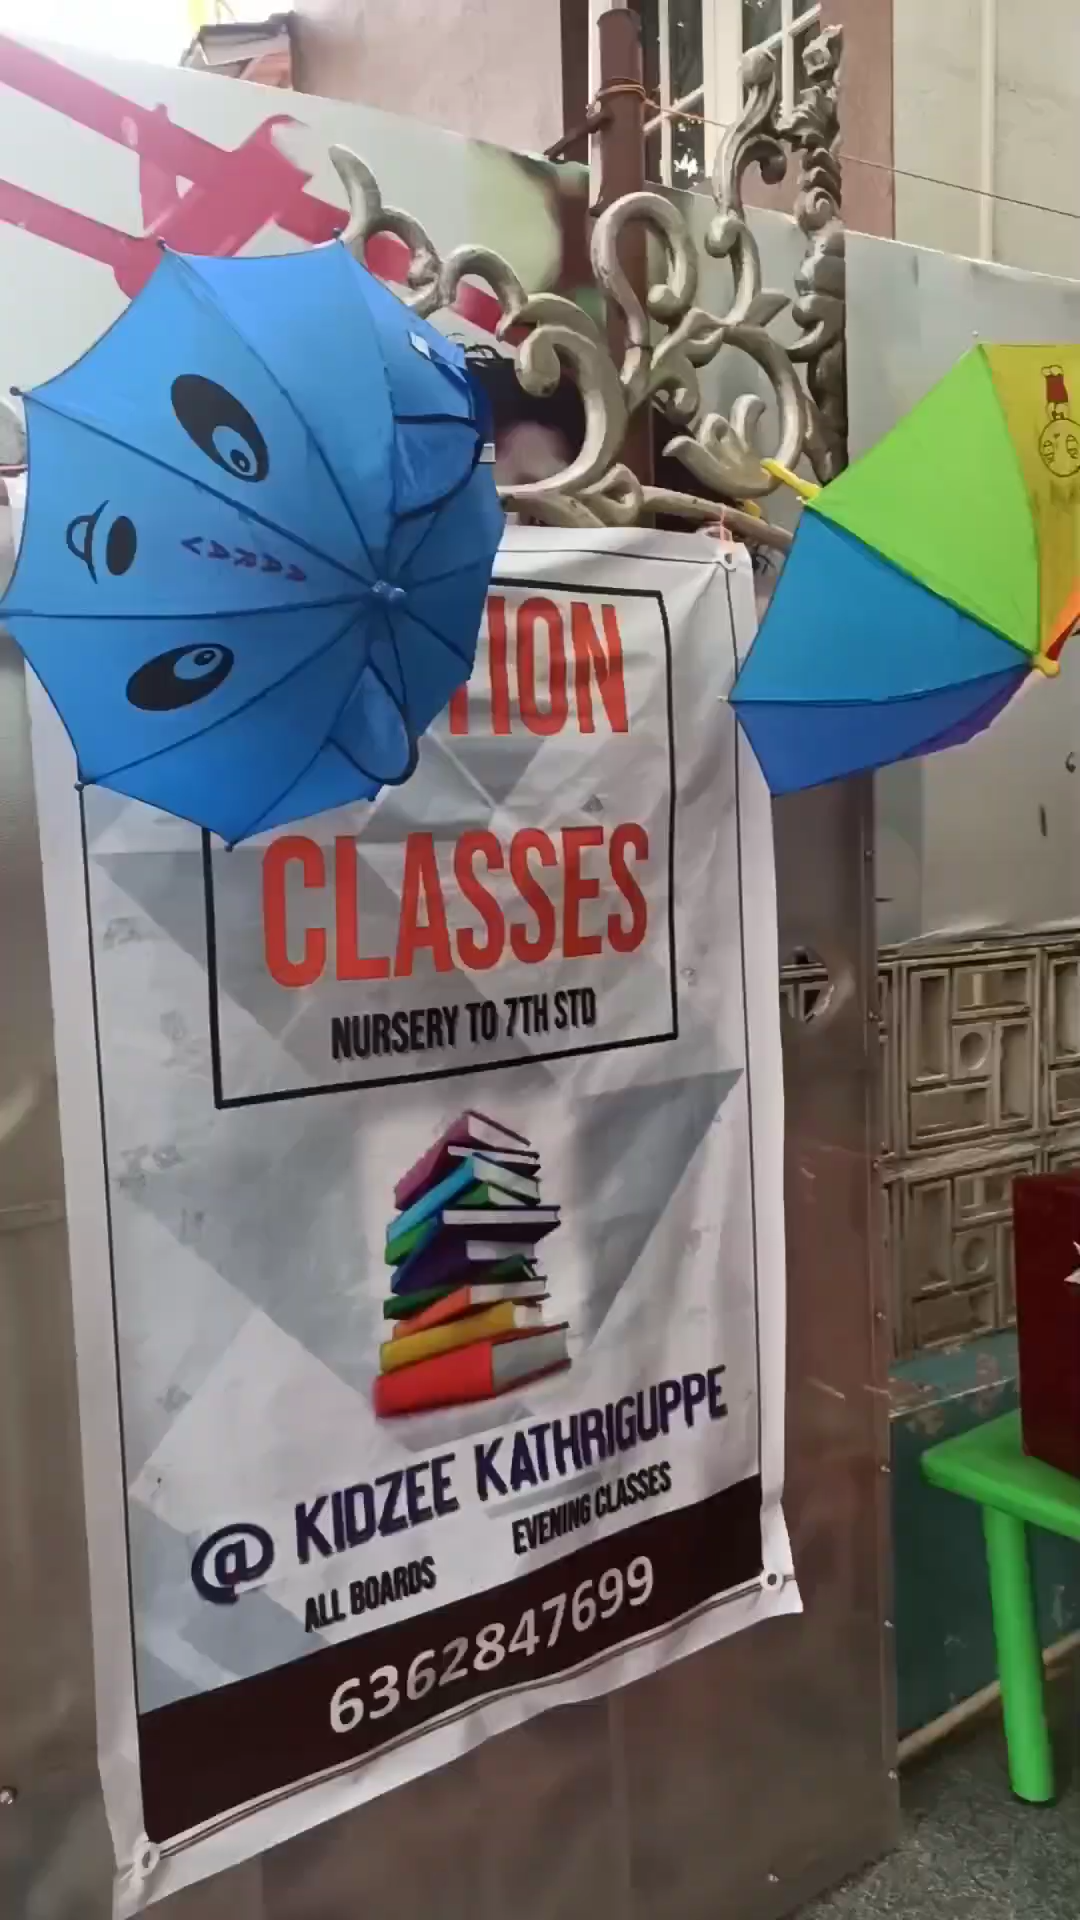 TION
CLASSES
NURSERY TO 7TH STD
@ KIDZEE KATHRIGUPPE
ALL BOARDS EVENING CLASSES
6362847699